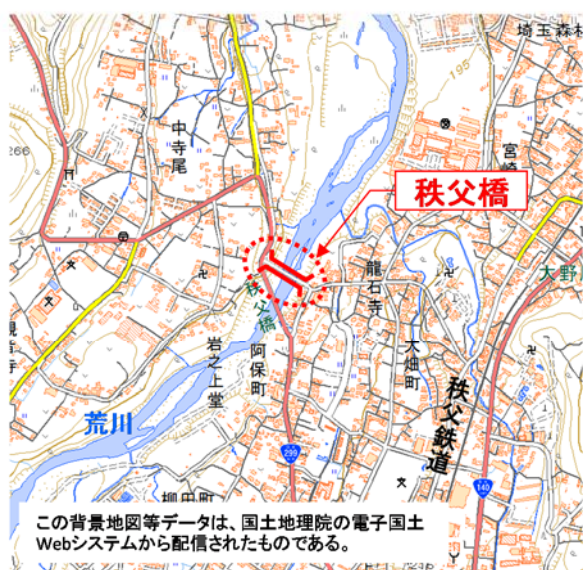 埼玉森林
195
中寺尾
266
宮崎
秩父橋
大野
龍石寺
秩父橋
岩之上堂
阿保町
大畑町
秩父鉄道
荒川
299
140
柳田町
この背景地図等データは、国土地理院の電子国土
Webシステムから配信されたものである。